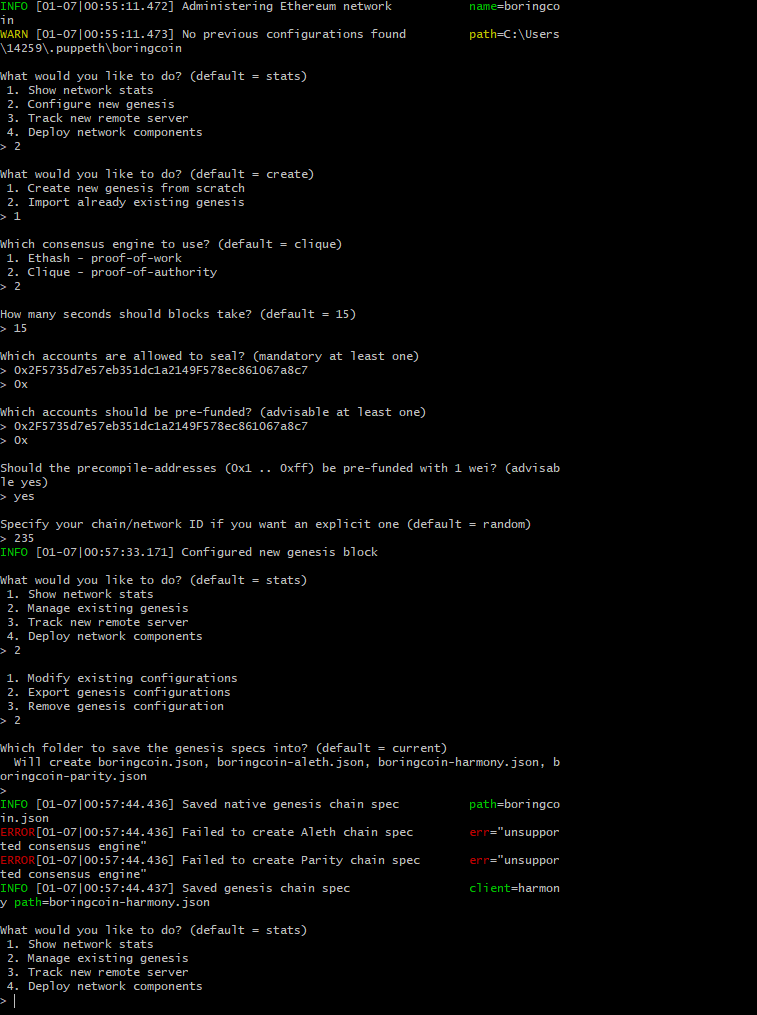 INFO [01-07|00:55:11.472] Administering Ethereum network           name=boringco
in
WARN [01-07|00:55:11.473] No previous configurations found         path=C:\Users
\14259\.puppeth\boringcoin

What would you like to do? (default = stats)
 1. Show network stats
 2. Configure new genesis
 3. Track new remote server
 4. Deploy network components
> 2

What would you like to do? (default = create)
 1. Create new genesis from scratch
 2. Import already existing genesis
> 1

Which consensus engine to use? (default = clique)
 1. Ethash - proof-of-work
 2. Clique - proof-of-authority
> 2

How many seconds should blocks take? (default = 15)
> 15

Which accounts are allowed to seal? (mandatory at least one)
> 0x2F5735d7e57eb351dc1a2149F578ec861067a8c7
> 0x

Which accounts should be pre-funded? (advisable at least one)
> 0x2F5735d7e57eb351dc1a2149F578ec861067a8c7
> 0x

Should the precompile-addresses (0x1 .. 0xff) be pre-funded with 1 wei? (advisab
le yes)
> yes

Specify your chain/network ID if you want an explicit one (default = random)
> 235
INFO [01-07|00:57:33.171] Configured new genesis block

What would you like to do? (default = stats)
 1. Show network stats
 2. Manage existing genesis
 3. Track new remote server
 4. Deploy network components
> 2

 1. Modify existing configurations
 2. Export genesis configurations
 3. Remove genesis configuration
> 2

Which folder to save the genesis specs into? (default = current)
  Will create boringcoin.json, boringcoin-aleth.json, boringcoin-harmony.json, b
oringcoin-parity.json
>
INFO [01-07|00:57:44.436] Saved native genesis chain spec          path=boringco
in.json
ERROR[01-07|00:57:44.436] Failed to create Aleth chain spec        err="unsuppor
ted consensus engine"
ERROR[01-07|00:57:44.436] Failed to create Parity chain spec       err="unsuppor
ted consensus engine"
INFO [01-07|00:57:44.437] Saved genesis chain spec                 client=harmon
y path=boringcoin-harmony.json

What would you like to do? (default = stats)
 1. Show network stats
 2. Manage existing genesis
 3. Track new remote server
 4. Deploy network components
>